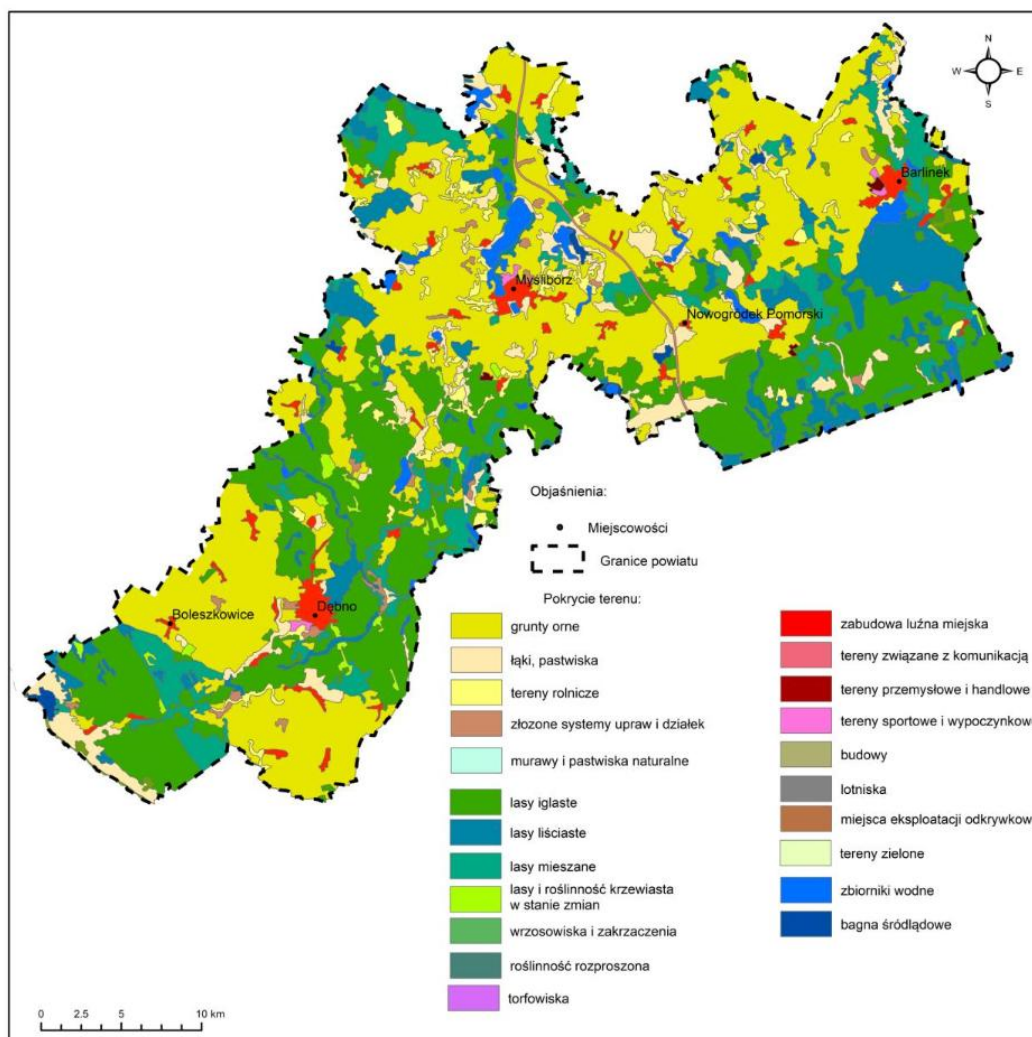 N
W E
S
Barlinek
Myślibórz
Nowogródek Pomorski
Boleszkowice
Dębno
Objaśnienia:
Miejscowości
Granice powiatu
Pokrycie terenu:
grunty orne
łąki, pastwiska
tereny rolnicze
złozone systemy upraw i działek
murawy i pastwiska naturalne
lasy iglaste
lasy liściaste
lasy mieszane
lasy i roślinność krzewiasta
w stanie zmian
wrzosowiska i zakrzaczenia
roślinność rozproszona
torfowiska
zabudowa luźna miejska
tereny związane z komunikacją
tereny przemysłowe i handlowe
tereny sportowe i wypoczynkow
budowy
lotniska
miejsca eksploatacji odkrywkow
tereny zielone
zbiorniki wodne
bagna śródlądowe
0 2.5 5 10 km